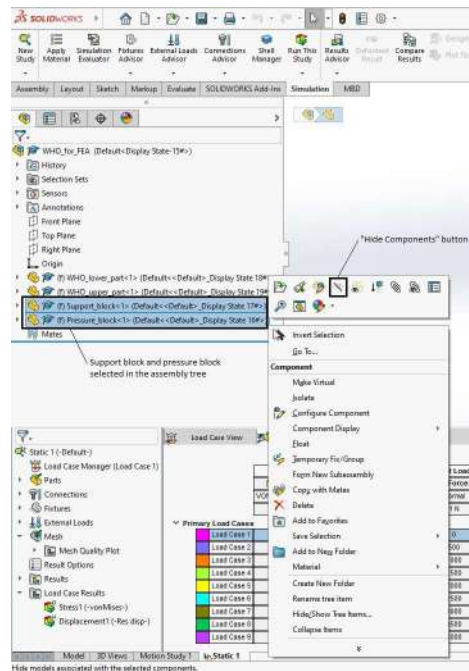 SOLIDWORKS
New Study
Apply Material
Simulation Evaluator
Fixtures Advisor
External Loads Advisor
Connections Advisor
Shell Manager
Run This Study
Results Advisor
Deformed Result
Compare Results
Assembly Layout Sketch Markup Evaluate SOLIDWORKS Add-Ins Simulation MBD
WHO_for_FEA (Default<Display State-15#>)
History
Selection Sets
Sensors
Annotations
Front Plane
Top Plane
Right Plane
Origin
(f) WHO_lower_part<1> (Default<<Default>_Display State 18#>
(f) WHO_upper_part<1> (Default<<Default>_Display State 19#
(f) Support_block<1> (Default<<Default>_Display State 17#>)
(f) Pressure_block<1> (Default<<Default>_Display State 16#>)
Mates
"Hide Components" button
Support block and pressure block
selected in the assembly tree
Invert Selection
Go To...
Component
Make Virtual
Isolate
Configure Component
Component Display
Float
Temporary Fix/Group
Form New Subassembly
Copy with Mates
Delete
Add to Favorites
Save Selection
Add to New Folder
Material
Create New Folder
Rename tree item
Hide/Show Tree Items...
Collapse Items
Static 1 (-Default-)
Load Case Manager (Load Case 1)
Parts
Connections
Fixtures
External Loads
Mesh
Mesh Quality Plot
Result Options
Results
Load Case Results
Stress1 (-vonMises-)
Displacement1 (-Res disp-)
Load Case View
Primary Load Cases
Load Case 1
Load Case 2
Load Case 3
Load Case 4
Load Case 5
Load Case 6
Load Case 7
Load Case 8
Load Case 9
Model 3D Views Motion Study 1 Static 1
Hide models associated with the selected components.